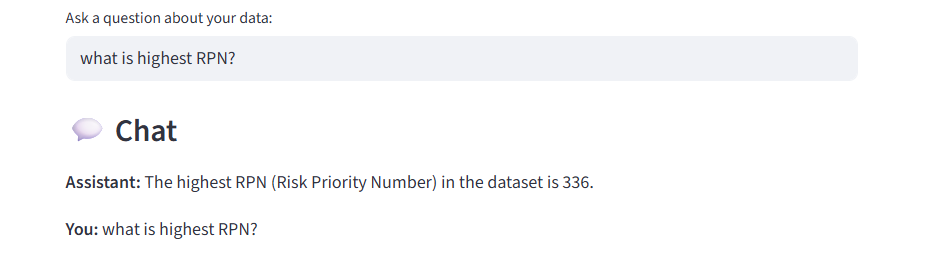 Ask a question about your data:
what is highest RPN?
💬 Chat
Assistant: The highest RPN (Risk Priority Number) in the dataset is 336.
You: what is highest RPN?